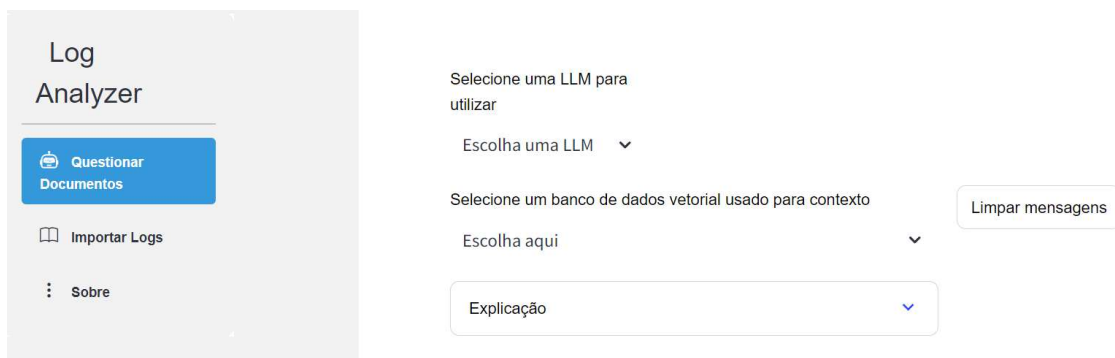 Log
Analyzer
Questionar
Documentos
Importar Logs
Sobre
Selecione uma LLM para
utilizar
Escolha uma LLM
Selecione um banco de dados vetorial usado para contexto
Escolha aqui
Limpar mensagens
Explicação